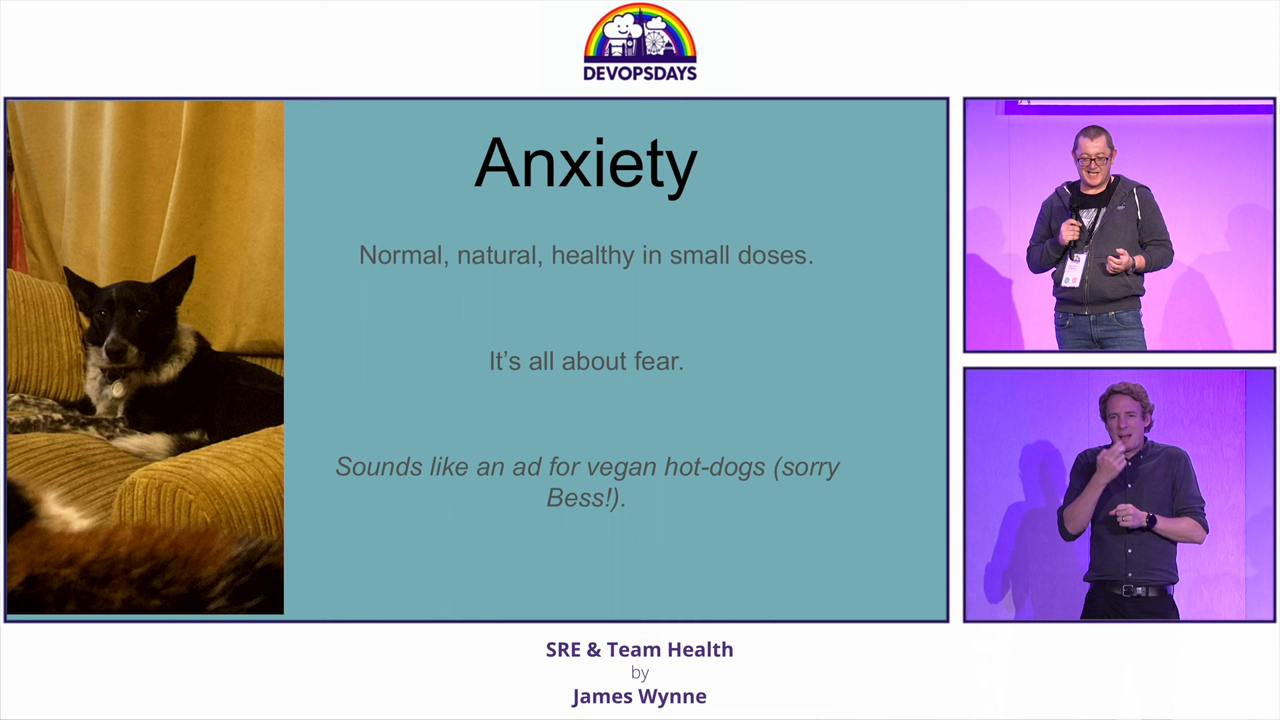 DEVOPSDAYS
Anxiety
Normal, natural, healthy in small doses.
It’s all about fear.
Sounds like an ad for vegan hot-dogs (sorry
Bess!).
SRE & Team Health
by
James Wynne